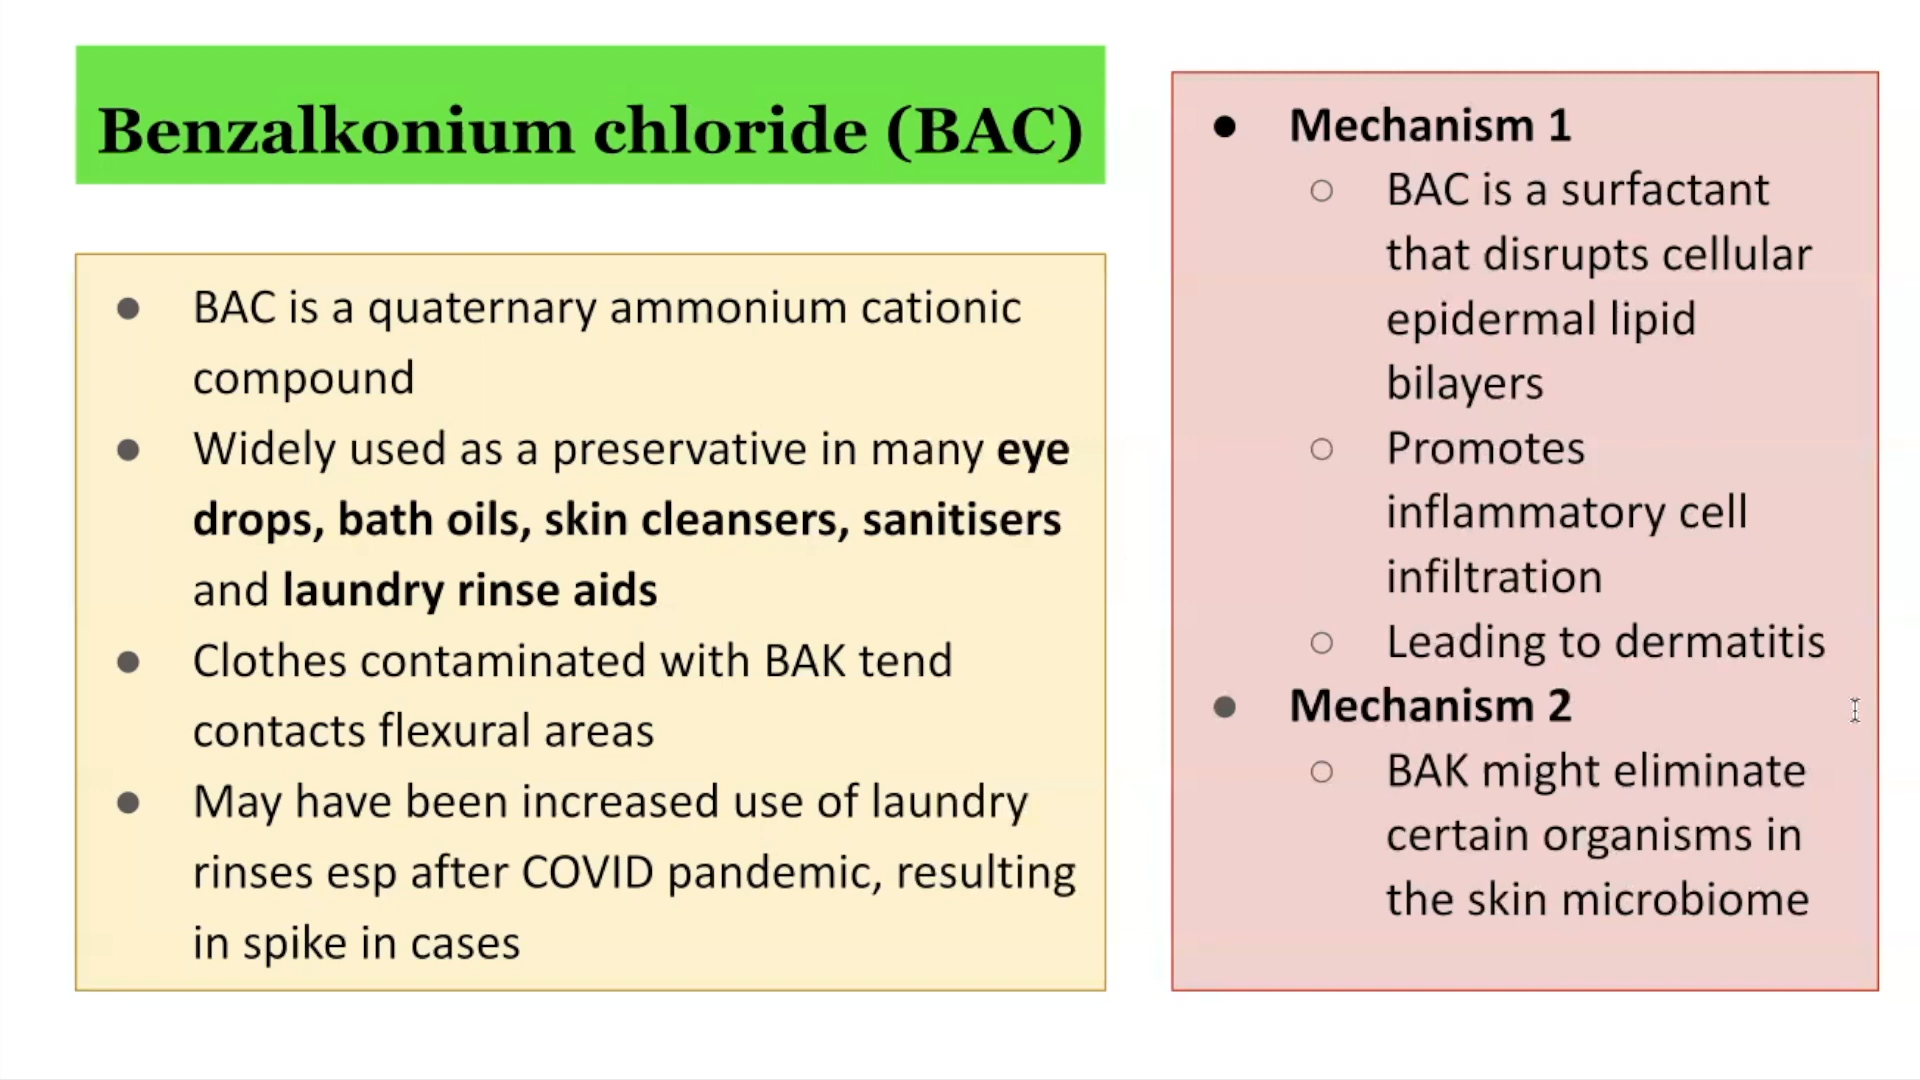 Benzalkonium chloride (BAC)
● BAC is a quaternary ammonium cationic
compound
● Widely used as a preservative in many eye
drops, bath oils, skin cleansers, sanitisers
and laundry rinse aids
● Clothes contaminated with BAK tend
contacts flexural areas
● May have been increased use of laundry
rinses esp after COVID pandemic, resulting
in spike in cases
● Mechanism 1
○ BAC is a surfactant
that disrupts cellular
epidermal lipid
bilayers
○ Promotes
inflammatory cell
infiltration
○ Leading to dermatitis
● Mechanism 2
○ BAK might eliminate
certain organisms in
the skin microbiome